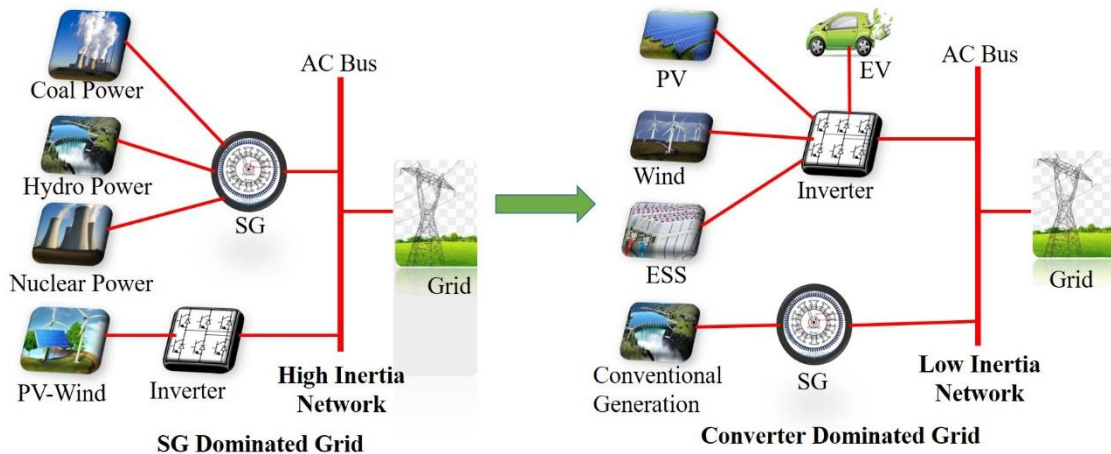 AC Bus
Coal Power
Hydro Power
SG
Nuclear Power
Grid
PV-Wind
Inverter
High Inertia
Network
SG Dominated Grid
PV
EV
AC Bus
Wind
Inverter
ESS
Grid
Conventional
Generation
SG
Low Inertia
Network
Converter Dominated Grid